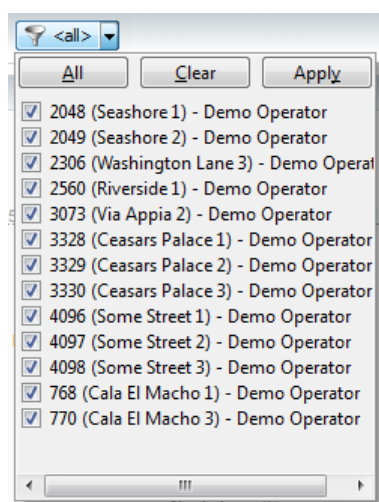 <all>
All Clear Apply
2048 (Seashore 1) - Demo Operator
2049 (Seashore 2) - Demo Operator
2306 (Washington Lane 3) - Demo Operat
2560 (Riverside 1) - Demo Operator
3073 (Via Appia 2) - Demo Operator
3328 (Ceasars Palace 1) - Demo Operator
3329 (Ceasars Palace 2) - Demo Operator
3330 (Ceasars Palace 3) - Demo Operator
4096 (Some Street 1) - Demo Operator
4097 (Some Street 2) - Demo Operator
4098 (Some Street 3) - Demo Operator
768 (Cala El Macho 1) - Demo Operator
770 (Cala El Macho 3) - Demo Operator